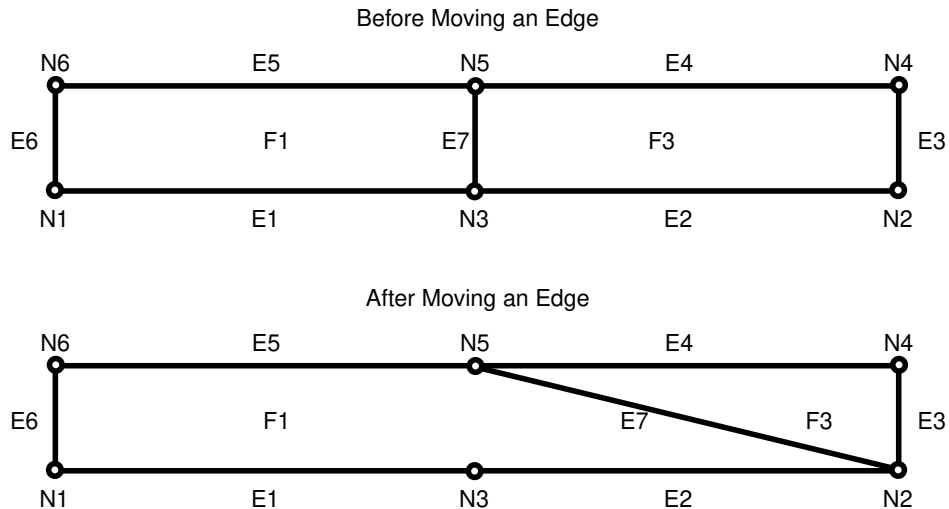 Before Moving an Edge
N6 E5 N5 E4 N4
E6 F1 E7 F3 E3
N1 E1 N3 E2 N2
After Moving an Edge
N6 E5 N5 E4 N4
E6 F1 E7 F3 E3
N1 E1 N3 E2 N2